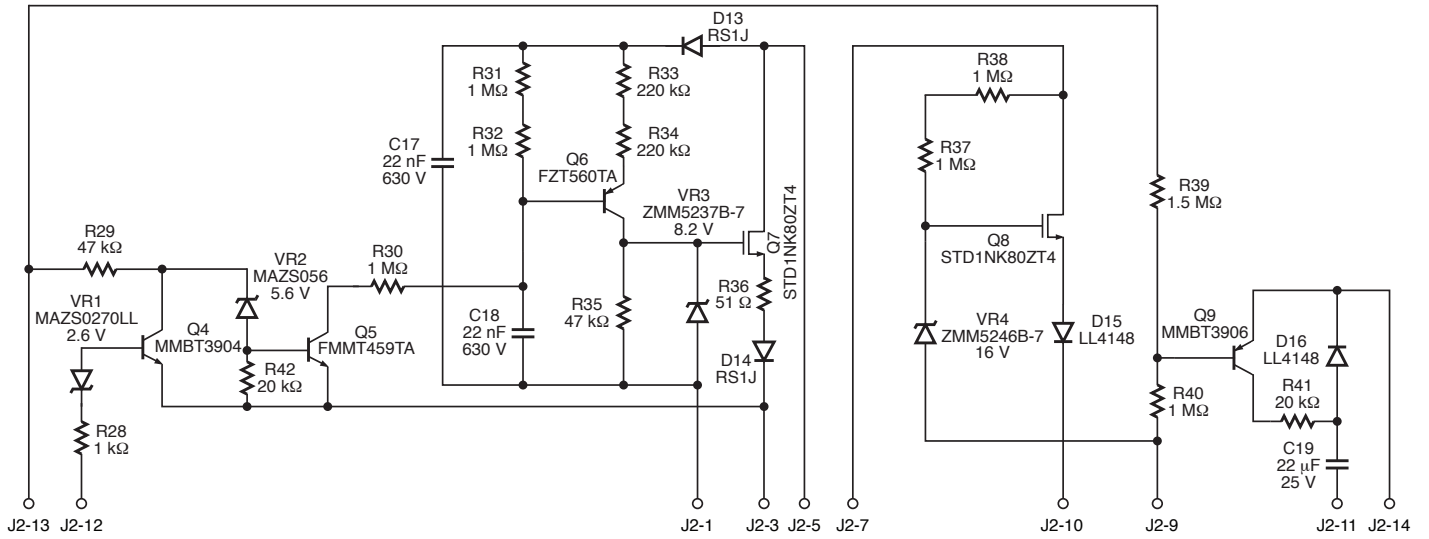 D13
RS1J
R31
1 MΩ
R33
220 kΩ
R38
1 MΩ
C17
22 nF
630 V
R32
1 MΩ
R34
220 kΩ
Q6
FZT560TA
R37
1 MΩ
R39
1.5 MΩ
VR3
ZMM5237B-7
8.2 V
Q7
STD1NK80ZT4
Q8
STD1NK80ZT4
R29
47 kΩ
VR2
MAZS056
5.6 V
R30
1 MΩ
R36
51 Ω
VR1
MAZS0270LL
2.6 V
Q4
MMBT3904
Q5
FMMT459TA
C18
22 nF
630 V
R35
47 kΩ
VR4
ZMM5246B-7
16 V
D15
LL4148
Q9
MMBT3906
D16
LL4148
R42
20 kΩ
D14
RS1J
R40
1 MΩ
R41
20 kΩ
R28
1 kΩ
C19
22 µF
25 V
J2-13 J2-12 J2-1 J2-3 J2-5 J2-7 J2-10 J2-9 J2-11 J2-14